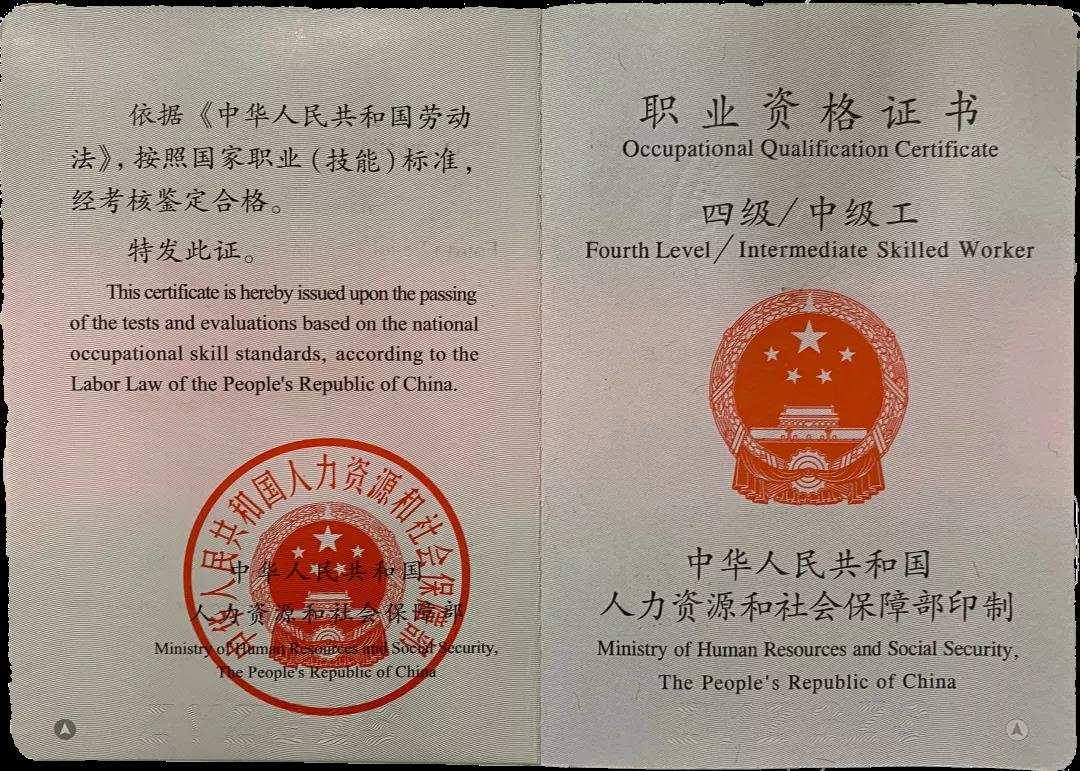 依据《中华人民共和国劳动
法》，按照国家职业（技能）标准，
经考核鉴定合格。
特发此证。
This certificate is hereby issued upon the passing
of the tests and evaluations based on the national
occupational skill standards, according to the
Labor Law of the People's Republic of China.
中华人民共和国人力资源和社会保障部
中华人民共和国
人力资源和社会保障部
Ministry of Human Resources and Social Security,
The People's Republic of China
职业资格证书
Occupational Qualification Certificate
四级/中级工
Fourth Level/Intermediate Skilled Worker
中华人民共和国
人力资源和社会保障部印制
Ministry of Human Resources and Social Security,
The People's Republic of China